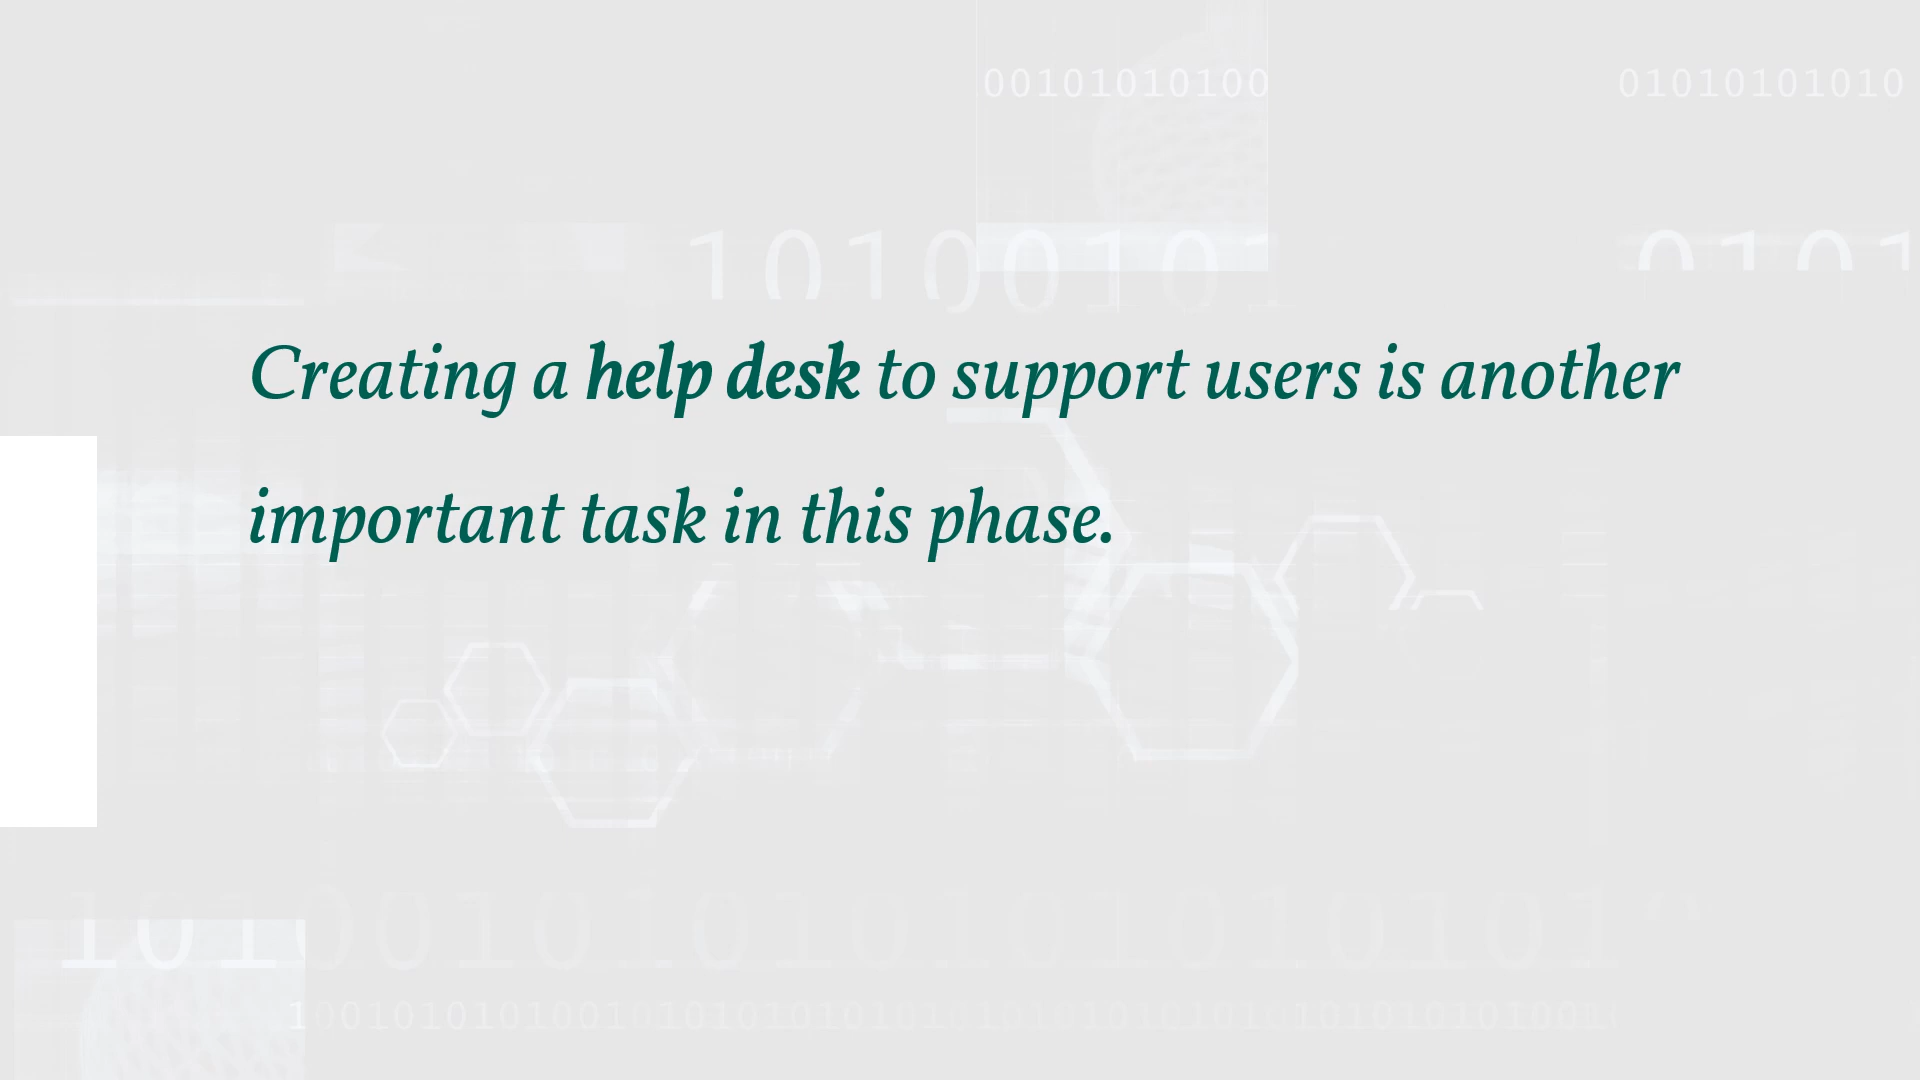 00101010100
01010101010
Creating a help desk to support users is another
important task in this phase.